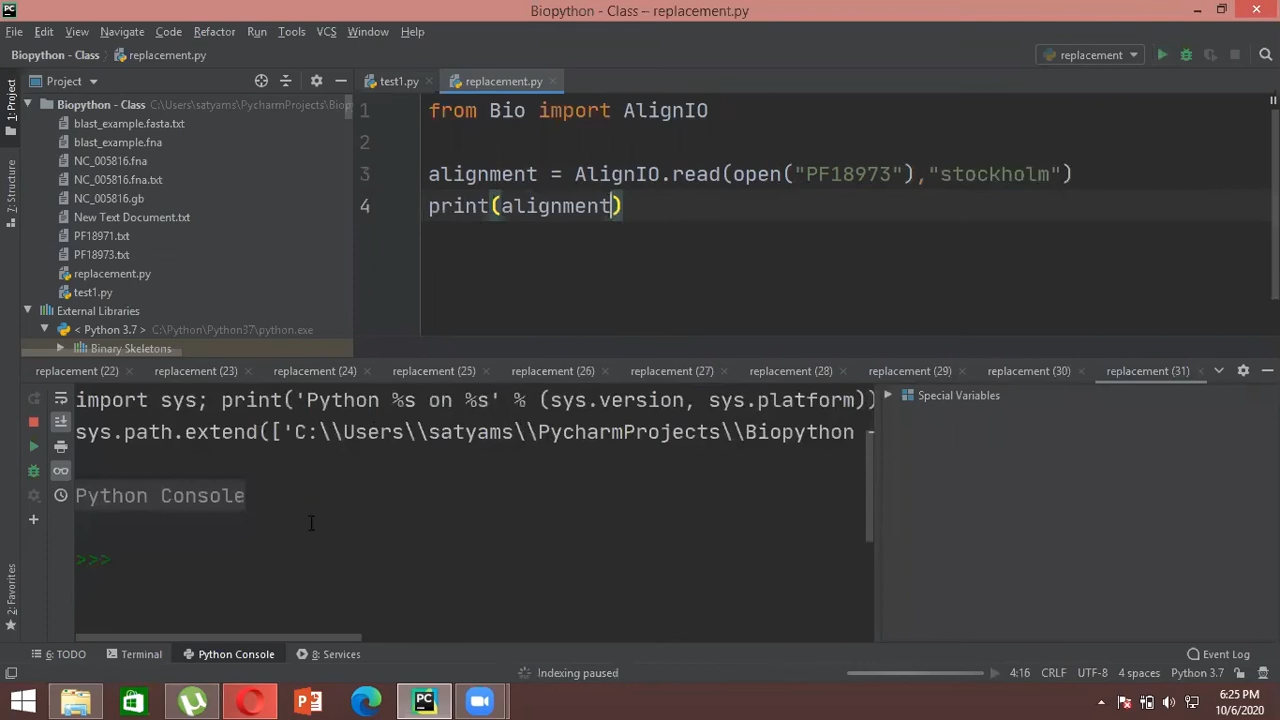 Biopython - Class – replacement.py
File Edit View Navigate Code Refactor Run Tools VCS Window Help
Biopython - Class replacement.py
replacement
1: Project
Project
test1.py
replacement.py
Biopython - Class C:\Users\satyams\PycharmProjects\Biop
blast_example.fasta.txt
blast_example.fna
NC_005816.fna
NC_005816.fna.txt
NC_005816.gb
New Text Document.txt
PF18971.txt
PF18973.txt
replacement.py
test1.py
External Libraries
< Python 3.7 > C:\Python\Python37\python.exe
Binary Skeletons
1 from Bio import AlignIO
2
3 alignment = AlignIO.read(open("PF18973"),"stockholm")
4 print(alignment)
Z: Structure
replacement (22) replacement (23) replacement (24) replacement (25) replacement (26) replacement (27) replacement (28) replacement (29) replacement (30) replacement (31)
import sys; print('Python %s on %s' % (sys.version, sys.platform))
sys.path.extend(['C:\\Users\\satyams\\PycharmProjects\\Biopython
Python Console
>>>
Special Variables
2: Favorites
6: TODO Terminal Python Console 8: Services Event Log
Indexing paused 4:16 CRLF UTF-8 4 spaces Python 3.7
PC
P
PC
6:25 PM
10/6/2020